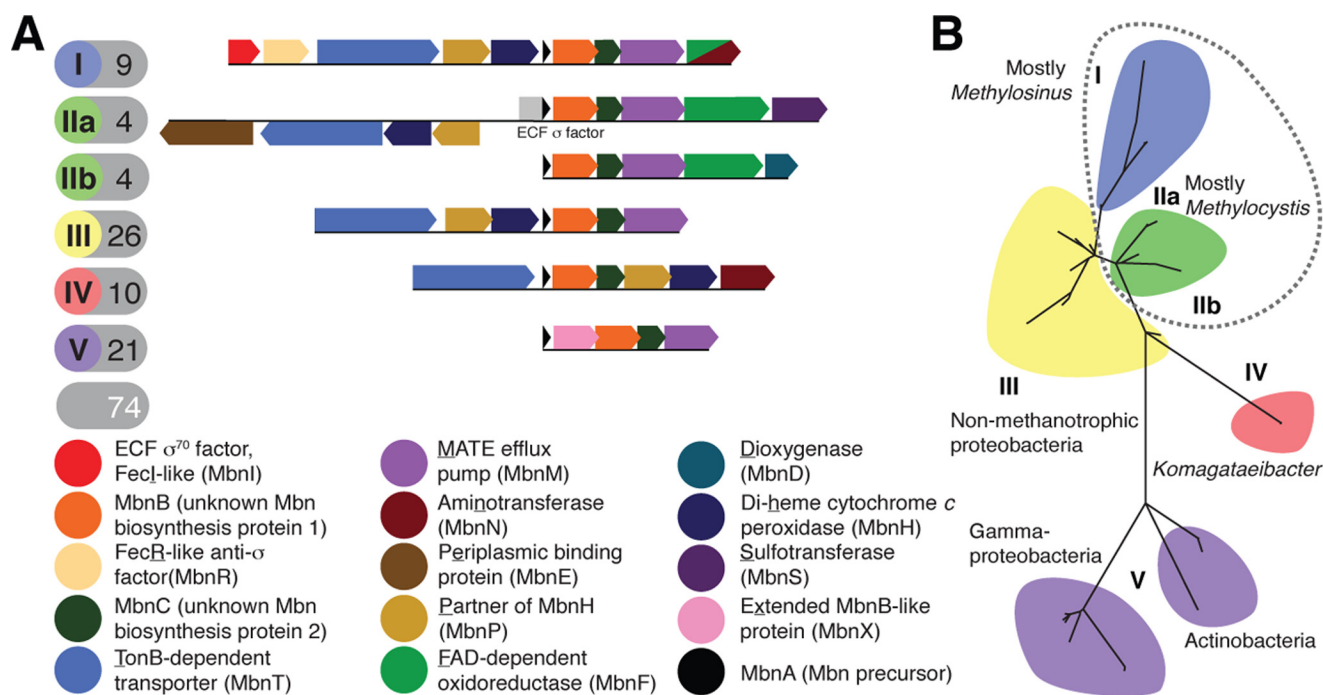 A
I 9
IIa 4
IIb 4
III 26
IV 10
V 21
74
ECF σ factor
ECF σ⁷⁰ factor,
FecI-like (MbnI)
MbnB (unknown Mbn
biosynthesis protein 1)
FecR-like anti-σ
factor(MbnR)
MbnC (unknown Mbn
biosynthesis protein 2)
TonB-dependent
transporter (MbnT)
MATE efflux
pump (MbnM)
Aminotransferase
(MbnN)
Periplasmic binding
protein (MbnE)
Partner of MbnH
(MbnP)
FAD-dependent
oxidoreductase (MbnF)
Dioxygenase
(MbnD)
Di-heme cytochrome c
peroxidase (MbnH)
Sulfotransferase
(MbnS)
Extended MbnB-like
protein (MbnX)
MbnA (Mbn precursor)
B
Mostly
Methylosinus
I
IIa
Mostly
Methylocystis
IIb
III
Non-methanotrophic
proteobacteria
IV
Komagataeibacter
Gamma-
proteobacteria
V
Actinobacteria